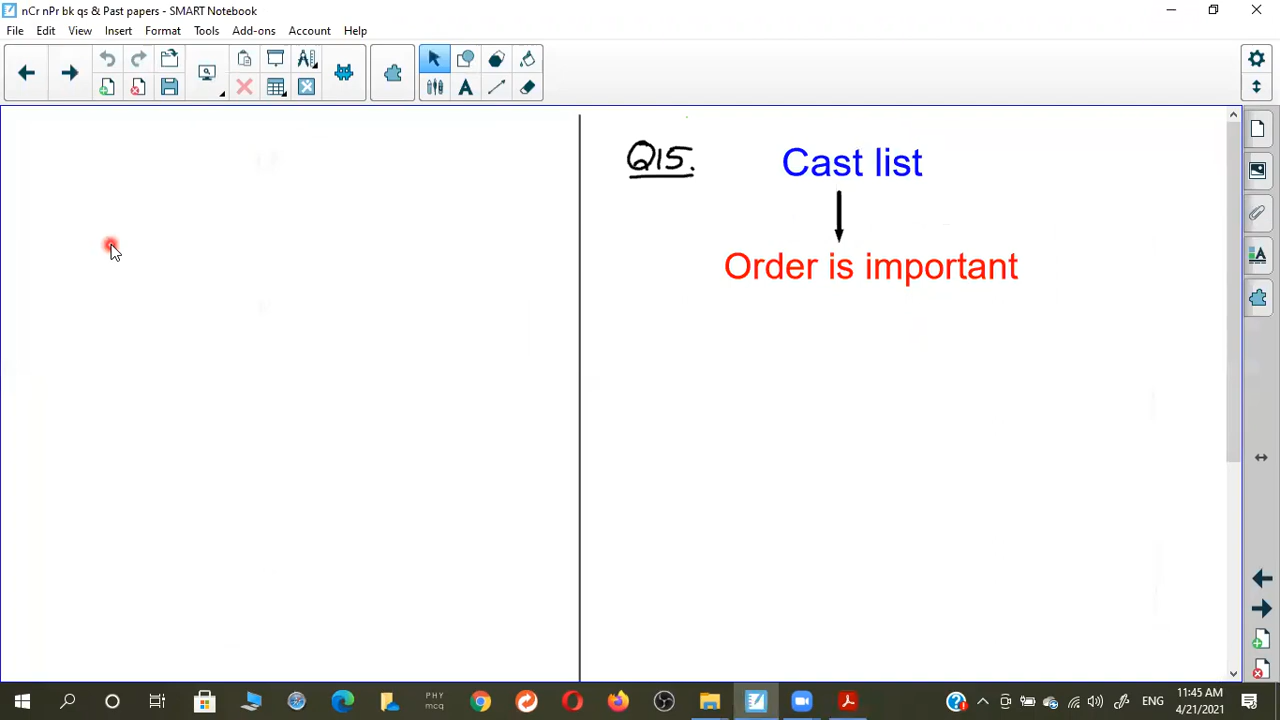 nCr nPr bk qs & Past papers - SMART Notebook
File Edit View Insert Format Tools Add-ons Account Help
Q15. Cast list
Order is important
PHY
mcq
ENG
11:45 AM
4/21/2021